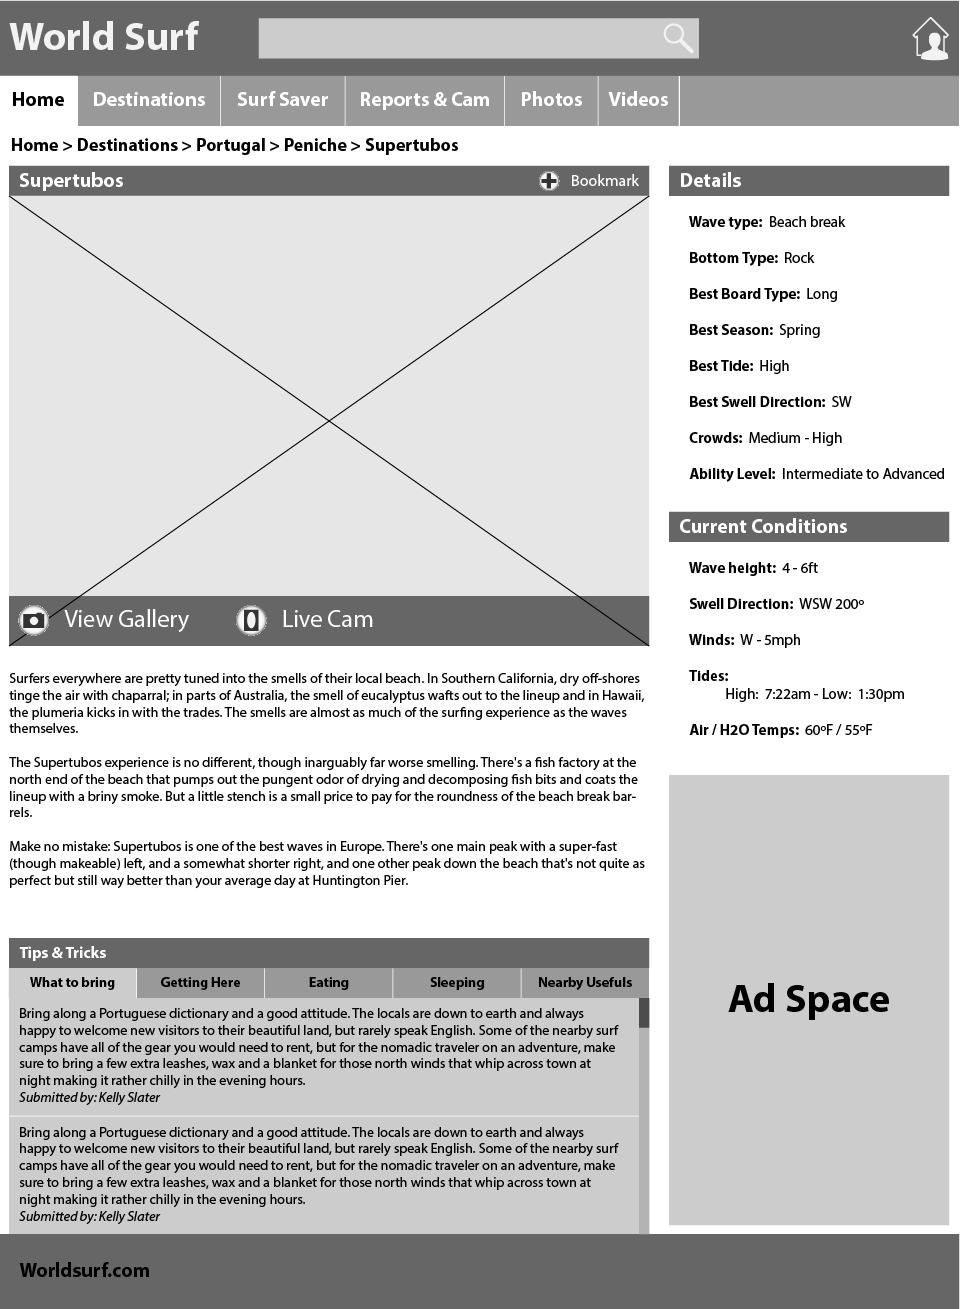 World Surf
Home Destinations Surf Saver Reports & Cam Photos Videos
Home > Destinations > Portugal > Peniche > Supertubos
Supertubos Bookmark
View Gallery Live Cam
Surfers everywhere are pretty tuned into the smells of their local beach. In Southern California, dry off-shores
tinge the air with chaparral; in parts of Australia, the smell of eucalyptus wafts out to the lineup and in Hawaii,
the plumeria kicks in with the trades. The smells are almost as much of the surfing experience as the waves
themselves.
The Supertubos experience is no different, though inarguably far worse smelling. There's a fish factory at the
north end of the beach that pumps out the pungent odor of drying and decomposing fish bits and coats the
lineup with a briny smoke. But a little stench is a small price to pay for the roundness of the beach break bar-
rels.
Make no mistake: Supertubos is one of the best waves in Europe. There's one main peak with a super-fast
(though makeable) left, and a somewhat shorter right, and one other peak down the beach that's not quite as
perfect but still way better than your average day at Huntington Pier.
Tips & Tricks
What to bring Getting Here Eating Sleeping Nearby Usefuls
Bring along a Portuguese dictionary and a good attitude. The locals are down to earth and always
happy to welcome new visitors to their beautiful land, but rarely speak English. Some of the nearby surf
camps have all of the gear you would need to rent, but for the nomadic traveler on an adventure, make
sure to bring a few extra leashes, wax and a blanket for those north winds that whip across town at
night making it rather chilly in the evening hours.
Submitted by: Kelly Slater
Bring along a Portuguese dictionary and a good attitude. The locals are down to earth and always
happy to welcome new visitors to their beautiful land, but rarely speak English. Some of the nearby surf
camps have all of the gear you would need to rent, but for the nomadic traveler on an adventure, make
sure to bring a few extra leashes, wax and a blanket for those north winds that whip across town at
night making it rather chilly in the evening hours.
Submitted by: Kelly Slater
Details
Wave type: Beach break
Bottom Type: Rock
Best Board Type: Long
Best Season: Spring
Best Tide: High
Best Swell Direction: SW
Crowds: Medium - High
Ability Level: Intermediate to Advanced
Current Conditions
Wave height: 4 - 6ft
Swell Direction: WSW 200º
Winds: W - 5mph
Tides:
High: 7:22am - Low: 1:30pm
Air / H2O Temps: 60ºF / 55ºF
Ad Space
Worldsurf.com